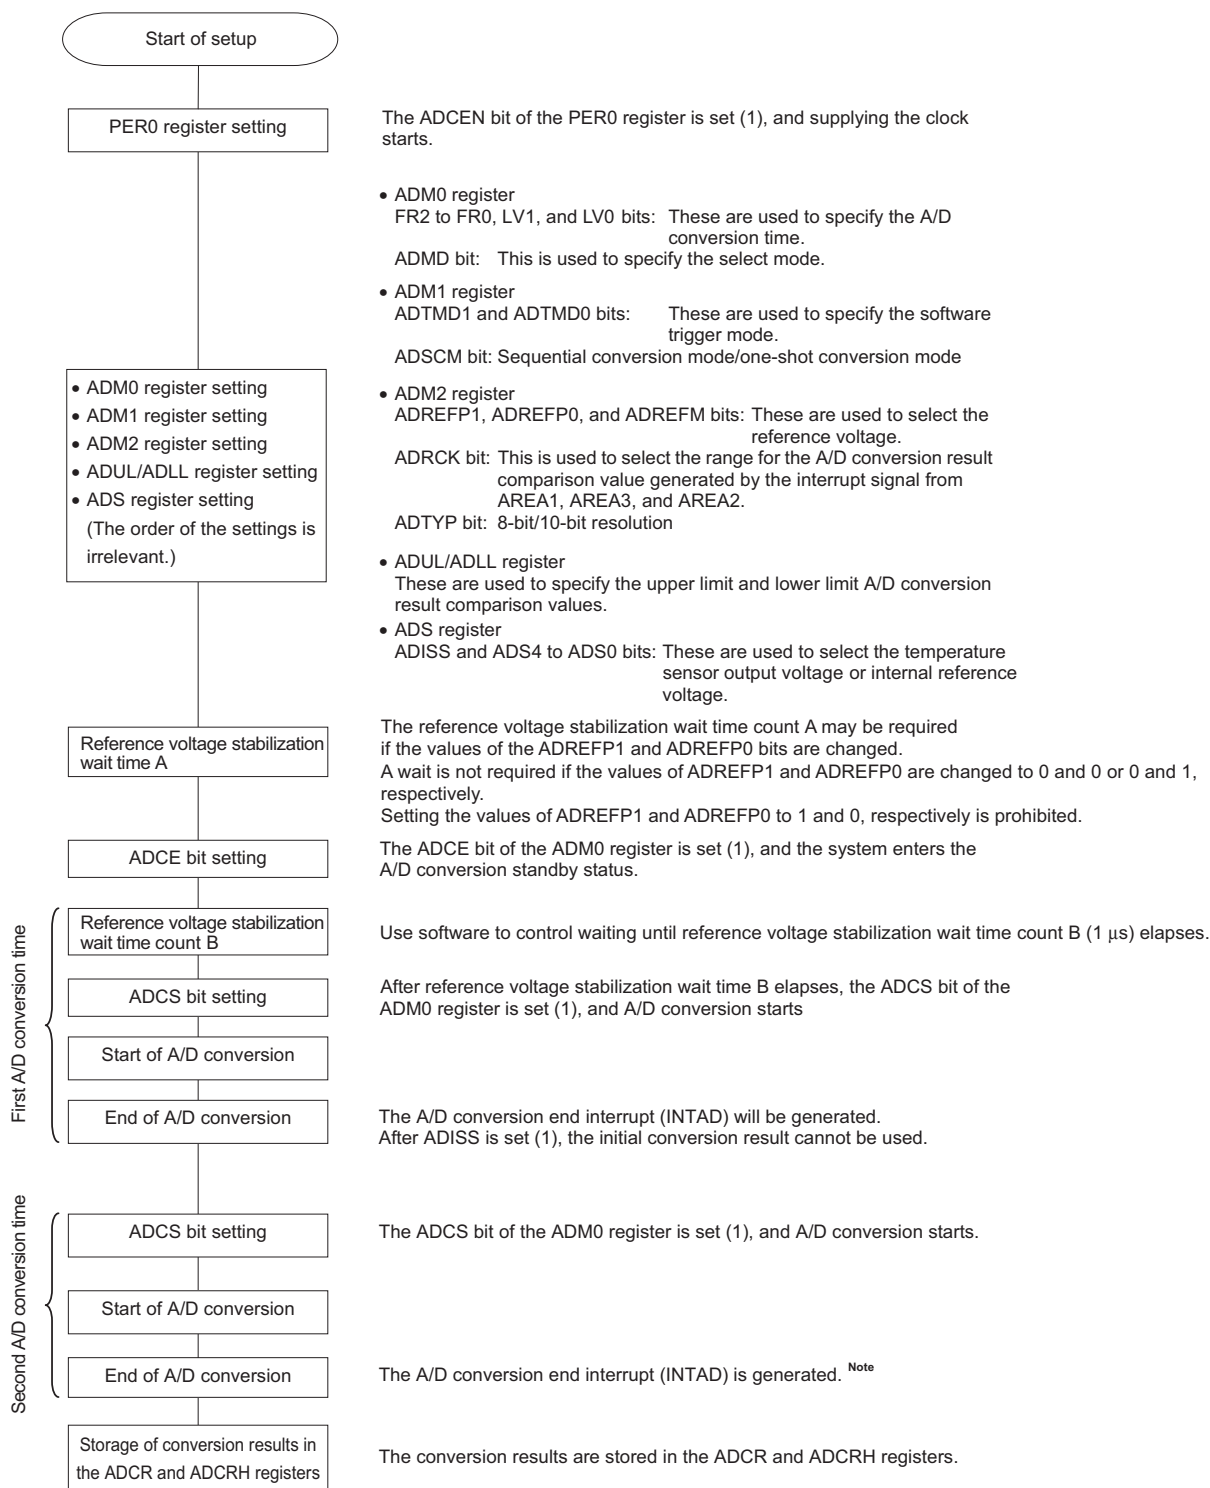 Start of setup
PER0 register setting
The ADCEN bit of the PER0 register is set (1), and supplying the clock
starts.
• ADM0 register
FR2 to FR0, LV1, and LV0 bits: These are used to specify the A/D
conversion time.
ADMD bit: This is used to specify the select mode.
• ADM1 register
ADTMD1 and ADTMD0 bits: These are used to specify the software
trigger mode.
ADSCM bit: Sequential conversion mode/one-shot conversion mode
• ADM0 register setting
• ADM1 register setting
• ADM2 register setting
• ADUL/ADLL register setting
• ADS register setting
(The order of the settings is
irrelevant.)
• ADM2 register
ADREFP1, ADREFP0, and ADREFM bits: These are used to select the
reference voltage.
ADRCK bit: This is used to select the range for the A/D conversion result
comparison value generated by the interrupt signal from
AREA1, AREA3, and AREA2.
ADTYP bit: 8-bit/10-bit resolution
• ADUL/ADLL register
These are used to specify the upper limit and lower limit A/D conversion
result comparison values.
• ADS register
ADISS and ADS4 to ADS0 bits: These are used to select the temperature
sensor output voltage or internal reference
voltage.
Reference voltage stabilization
wait time A
The reference voltage stabilization wait time count A may be required
if the values of the ADREFP1 and ADREFP0 bits are changed.
A wait is not required if the values of ADREFP1 and ADREFP0 are changed to 0 and 0 or 0 and 1,
respectively.
Setting the values of ADREFP1 and ADREFP0 to 1 and 0, respectively is prohibited.
ADCE bit setting
The ADCE bit of the ADM0 register is set (1), and the system enters the
A/D conversion standby status.
First A/D conversion time
Reference voltage stabilization
wait time count B
Use software to control waiting until reference voltage stabilization wait time count B (1 μs) elapses.
ADCS bit setting
After reference voltage stabilization wait time B elapses, the ADCS bit of the
ADM0 register is set (1), and A/D conversion starts
Start of A/D conversion
End of A/D conversion
The A/D conversion end interrupt (INTAD) will be generated.
After ADISS is set (1), the initial conversion result cannot be used.
Second A/D conversion time
ADCS bit setting
The ADCS bit of the ADM0 register is set (1), and A/D conversion starts.
Start of A/D conversion
End of A/D conversion
The A/D conversion end interrupt (INTAD) is generated. Note
Storage of conversion results in
the ADCR and ADCRH registers
The conversion results are stored in the ADCR and ADCRH registers.